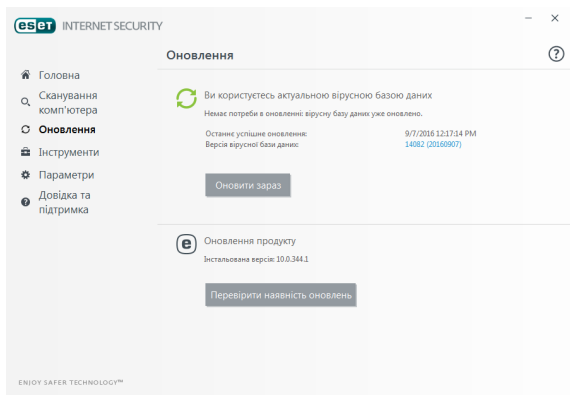 eset INTERNET SECURITY
Оновлення
Головна
Сканування
комп'ютера
Оновлення
Інструменти
Параметри
Довідка та
підтримка
Ви користуєтесь актуальною вірусною базою даних
Немає потреби в оновленні: вірусну базу даних уже оновлено.
Останнє успішне оновлення: 9/7/2016 12:17:14 PM
Версія вірусної бази даних: 14082 (20160907)
Оновити зараз
Оновлення продукту
Інстальована версія: 10.0.344.1
Перевірити наявність оновлень
ENJOY SAFER TECHNOLOGY™